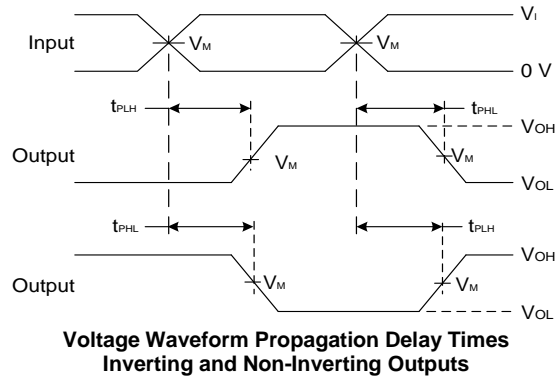 VI
Input
VM
VM
0 V
tPLH
tPHL
VOH
Output
VM
VM
VOL
tPHL
tPLH
VOH
Output
VM
VM
VOL
Voltage Waveform Propagation Delay Times
Inverting and Non-Inverting Outputs